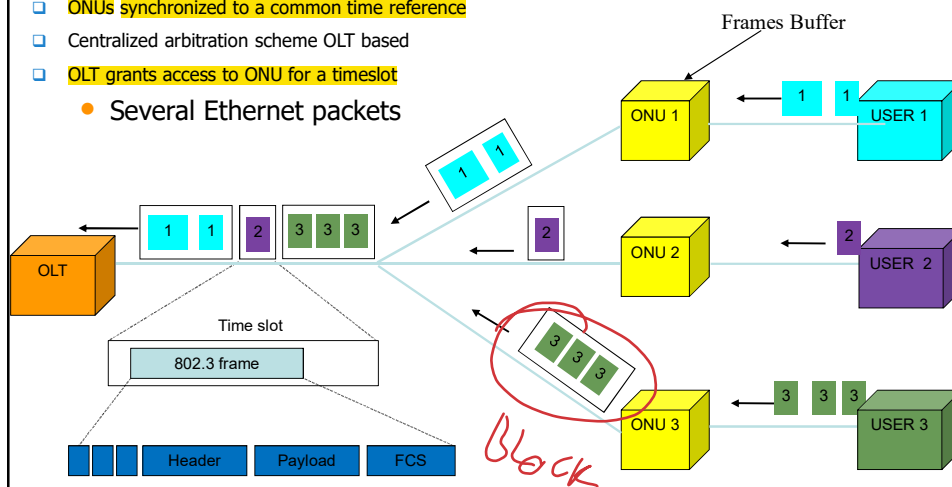 ONUs synchronized to a common time reference
Centralized arbitration scheme OLT based
OLT grants access to ONU for a timeslot
Several Ethernet packets
Frames Buffer
1 1
ONU 1
USER 1
1 1
1 1 2 3 3 3
2
2
OLT
ONU 2
USER 2
Time slot
802.3 frame
3 3 3
3 3 3
ONU 3
USER 3
Block
Header Payload FCS